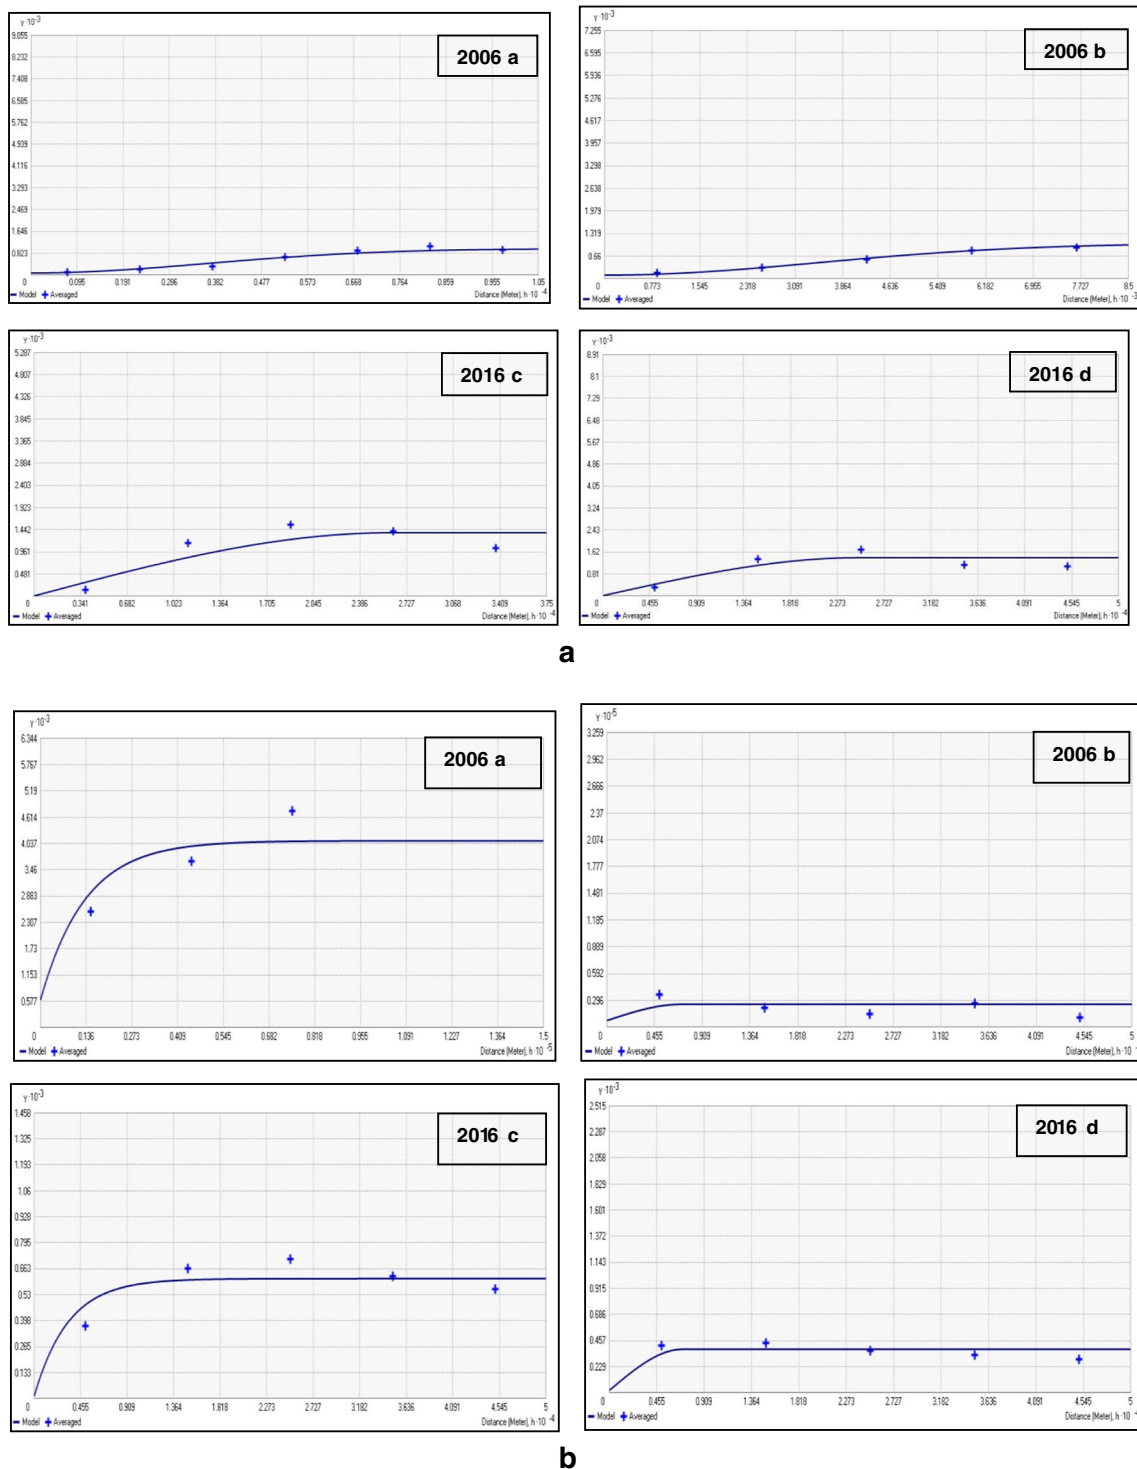 γ·10⁻³
9.055
8.232
7.408
6.585
5.762
4.939
4.116
3.293
2.469
1.646
0.823
0 0.095 0.191 0.286 0.382 0.477 0.573 0.668 0.764 0.859 0.955 1.05
Distance (Meter), h·10⁻⁴
Model Averaged
2006 a
γ·10⁻³
7.255
6.595
5.936
5.276
4.617
3.957
3.298
2.638
1.979
1.319
0.66
0 0.773 1.545 2.318 3.091 3.864 4.636 5.409 6.182 6.955 7.727 8.5
Distance (Meter), h·10⁻³
Model Averaged
2006 b
γ·10⁻³
5.287
4.807
4.326
3.845
3.365
2.884
2.403
1.923
1.442
0.961
0.481
0 0.341 0.682 1.023 1.364 1.705 2.045 2.386 2.727 3.068 3.409 3.75
Distance (Meter), h·10⁻⁴
Model Averaged
2016 c
γ·10⁻³
8.91
8.1
7.29
6.48
5.67
4.86
4.05
3.24
2.43
1.62
0.81
0 0.455 0.909 1.364 1.818 2.273 2.727 3.182 3.636 4.091 4.545 5
Distance (Meter), h·10⁻⁴
Model Averaged
2016 d
a
γ·10⁻³
6.344
5.767
5.19
4.614
4.037
3.46
2.883
2.307
1.73
1.153
0.577
0 0.136 0.273 0.409 0.545 0.682 0.818 0.955 1.091 1.227 1.364 1.5
Distance (Meter), h·10⁻⁵
Model Averaged
2006 a
γ·10⁻⁵
3.259
2.962
2.666
2.37
2.074
1.777
1.481
1.185
0.889
0.592
0.296
0 0.455 0.909 1.364 1.818 2.273 2.727 3.182 3.636 4.091 4.545
Distance (Meter), h·10
Model Averaged
2006 b
γ·10⁻³
1.458
1.325
1.193
1.06
0.928
0.795
0.663
0.53
0.398
0.265
0.133
0 0.455 0.909 1.364 1.818 2.273 2.727 3.182 3.636 4.091 4.545 5
Distance (Meter), h·10⁻⁴
Model Averaged
2016 c
γ·10⁻³
2.515
2.287
2.058
1.829
1.601
1.372
1.143
0.915
0.686
0.457
0.229
0 0.455 0.909 1.364 1.818 2.273 2.727 3.182 3.636 4.091 4.545
Distance (Meter), h·10
Model Averaged
2016 d
b